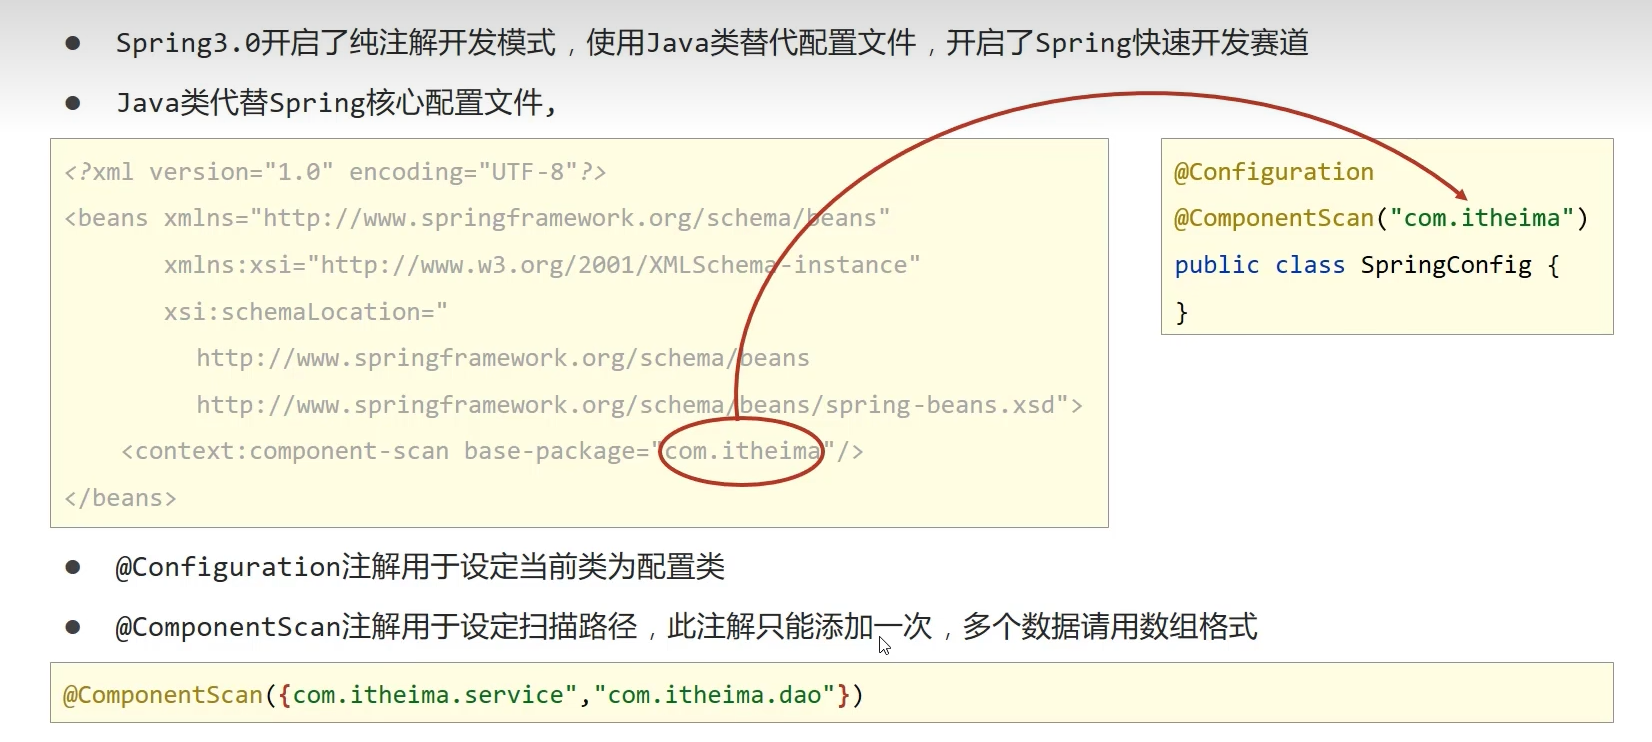 ● Spring3.0开启了纯注解开发模式，使用Java类替代配置文件，开启了Spring快速开发赛道
● Java类代替Spring核心配置文件,
<?xml version="1.0" encoding="UTF-8"?>
<beans xmlns="http://www.springframework.org/schema/beans"
xmlns:xsi="http://www.w3.org/2001/XMLSchema-instance"
xsi:schemaLocation="
http://www.springframework.org/schema/beans
http://www.springframework.org/schema/beans/spring-beans.xsd">
<context:component-scan base-package="com.itheima"/>
</beans>
@Configuration
@ComponentScan("com.itheima")
public class SpringConfig {
}
● @Configuration注解用于设定当前类为配置类
● @ComponentScan注解用于设定扫描路径，此注解只能添加一次，多个数据请用数组格式
@ComponentScan({com.itheima.service","com.itheima.dao"})